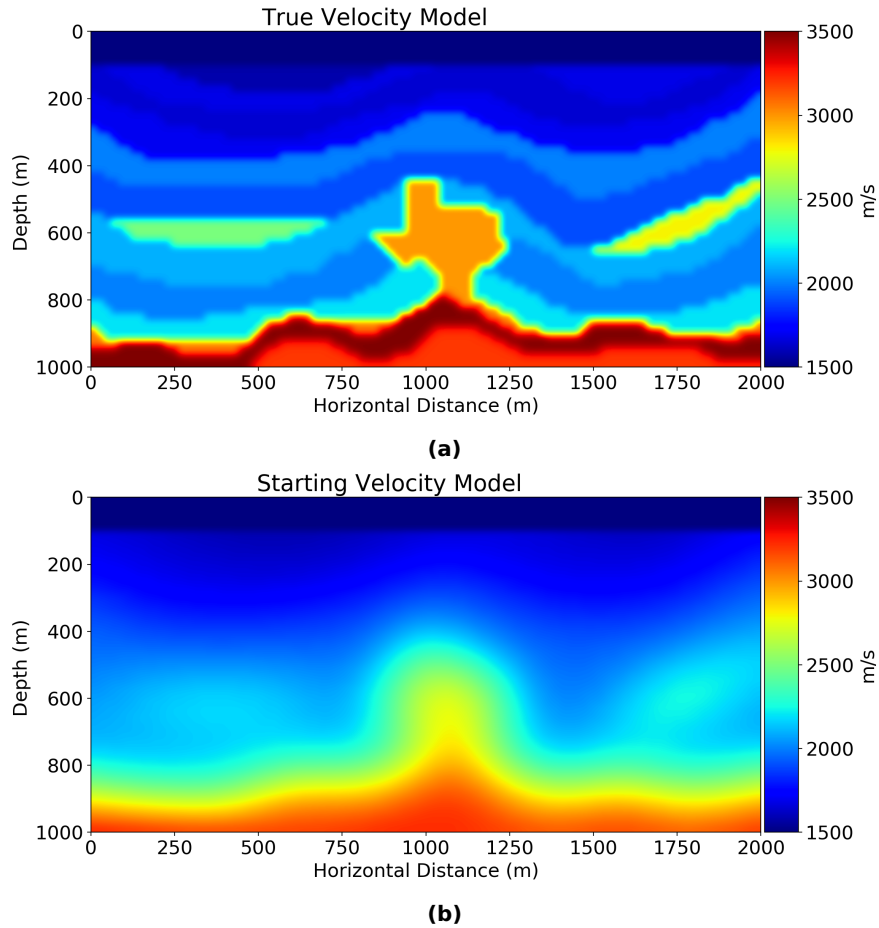 True Velocity Model
0
200
400
600
800
1000
Depth (m)
0 250 500 750 1000 1250 1500 1750 2000
Horizontal Distance (m)
3500
3000
2500
2000
1500
m/s
(a)
Starting Velocity Model
0
200
400
600
800
1000
Depth (m)
0 250 500 750 1000 1250 1500 1750 2000
Horizontal Distance (m)
3500
3000
2500
2000
1500
m/s
(b)